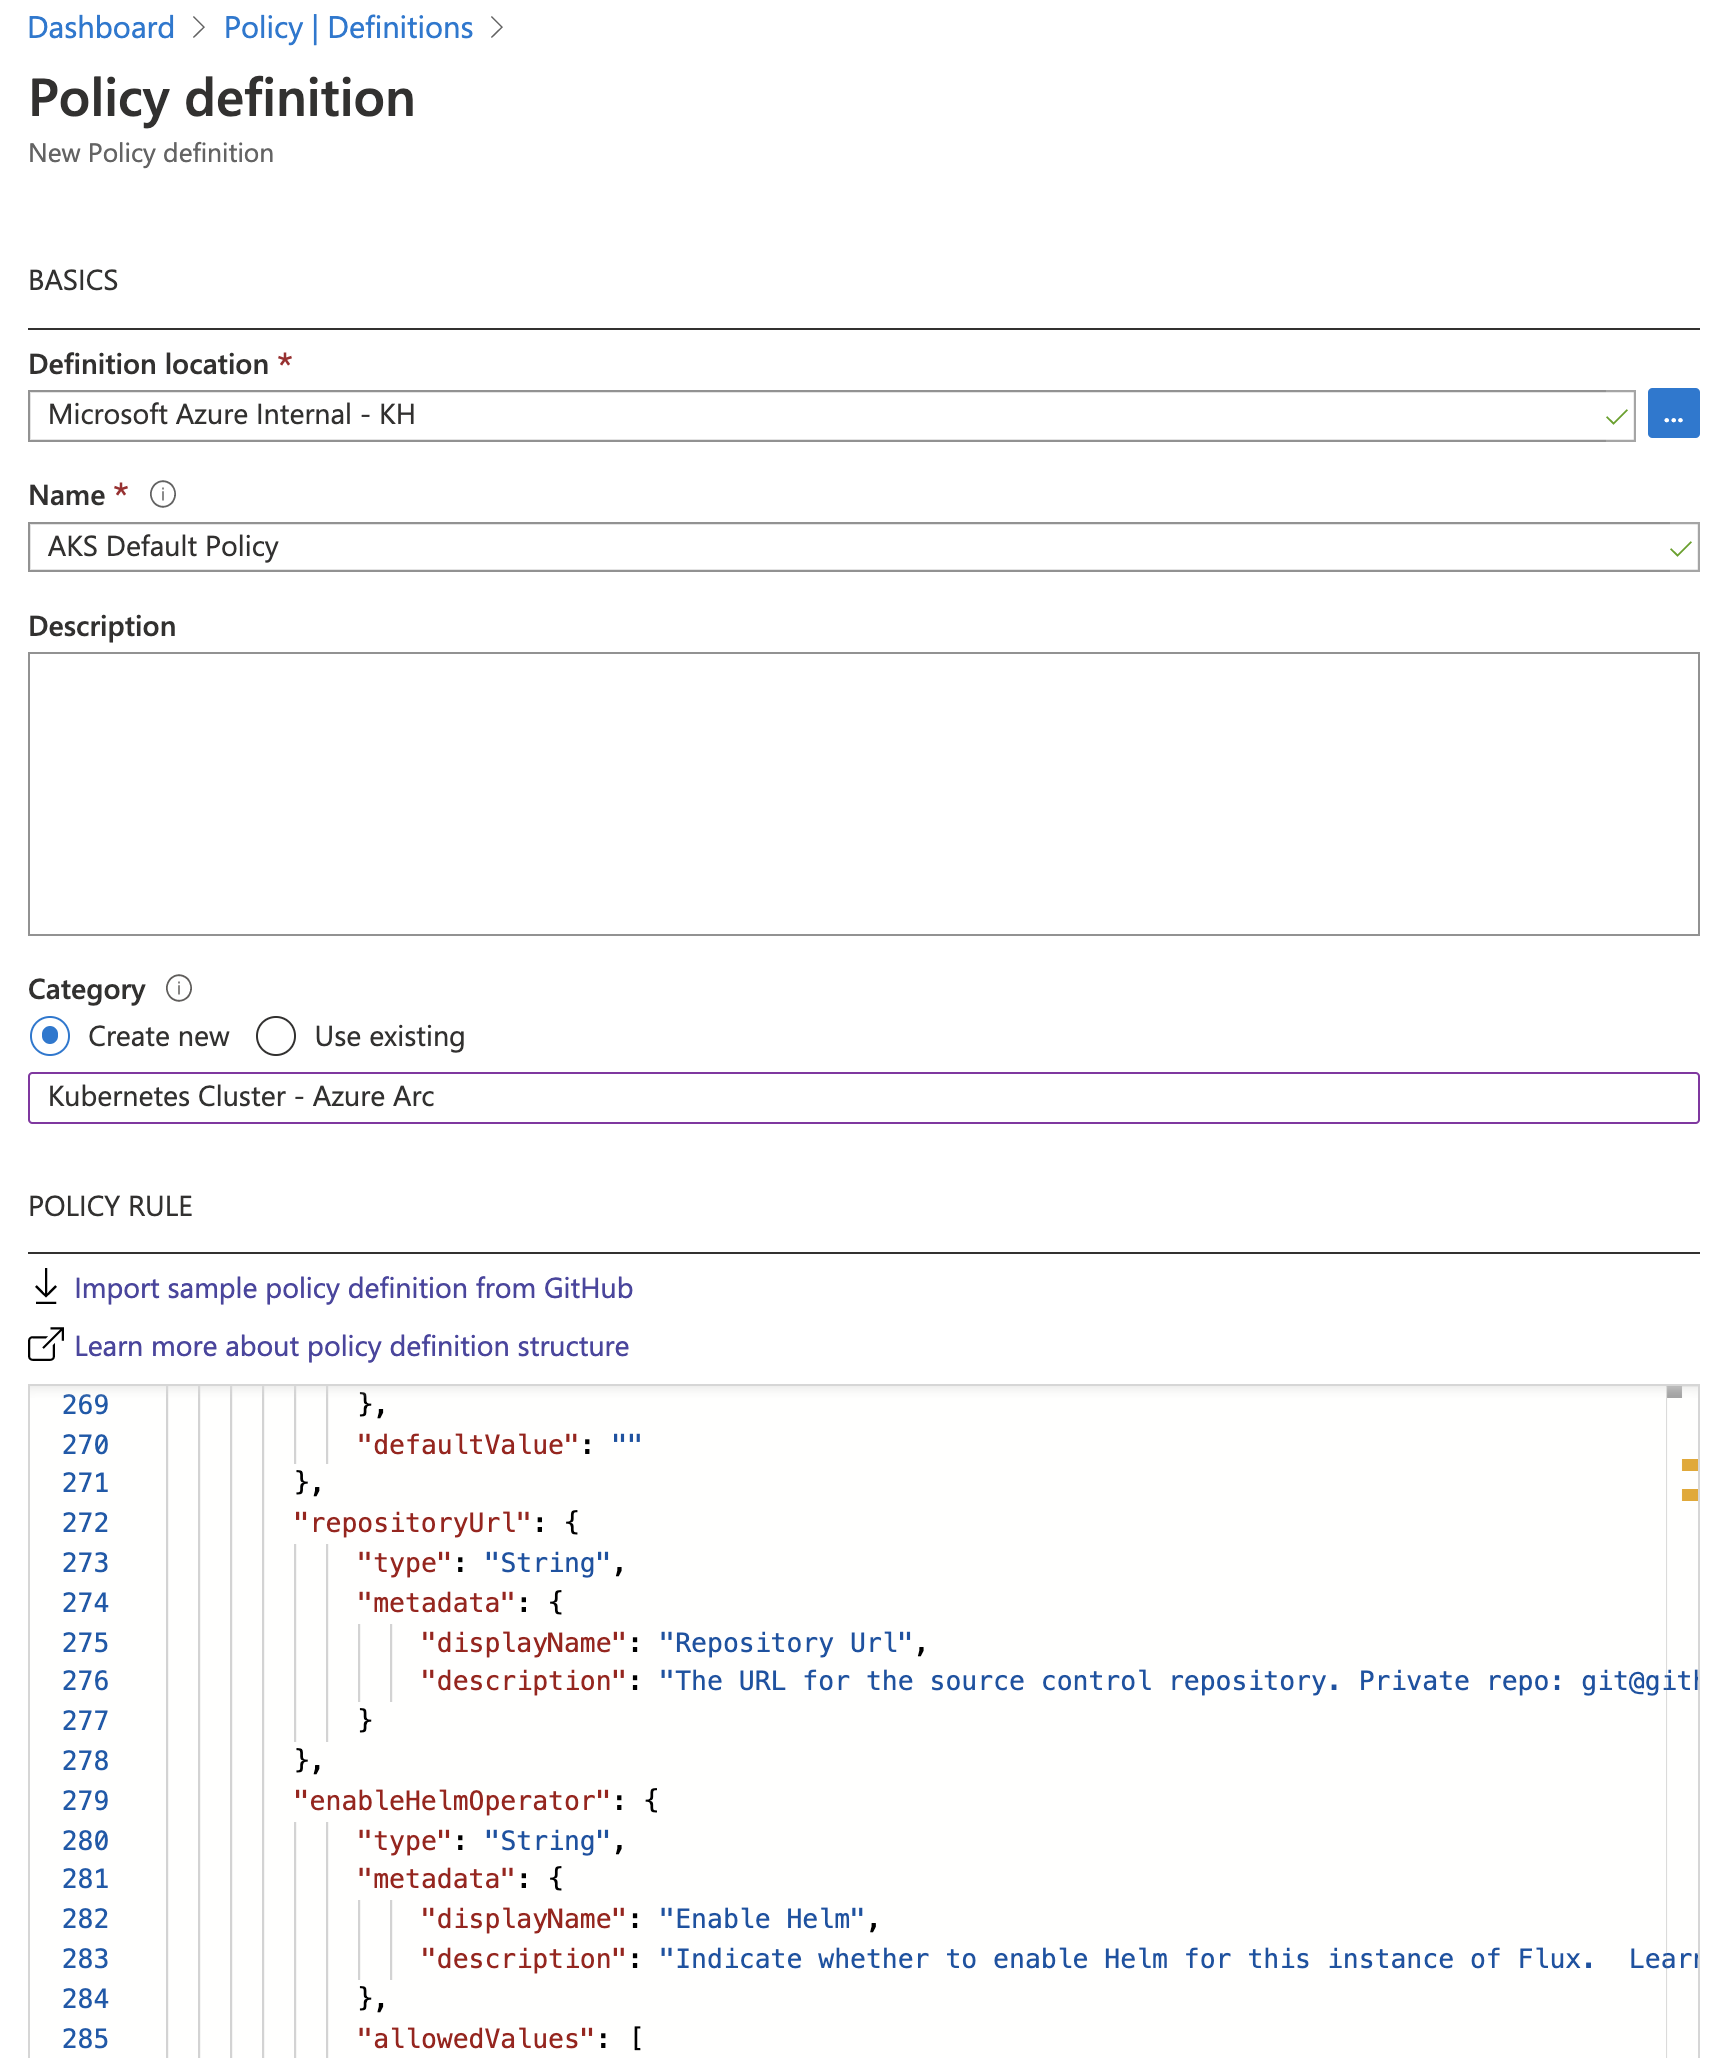 Dashboard > Policy | Definitions >
Policy definition
New Policy definition
BASICS
Definition location *
Microsoft Azure Internal - KH
...
Name *
AKS Default Policy
Description
Category
Create new Use existing
Kubernetes Cluster - Azure Arc
POLICY RULE
Import sample policy definition from GitHub
Learn more about policy definition structure
269 },
270 "defaultValue": ""
271 },
272 "repositoryUrl": {
273 "type": "String",
274 "metadata": {
275 "displayName": "Repository Url",
276 "description": "The URL for the source control repository. Private repo: git@gith
277 }
278 },
279 "enableHelmOperator": {
280 "type": "String",
281 "metadata": {
282 "displayName": "Enable Helm",
283 "description": "Indicate whether to enable Helm for this instance of Flux.  Learn
284 },
285 "allowedValues": [